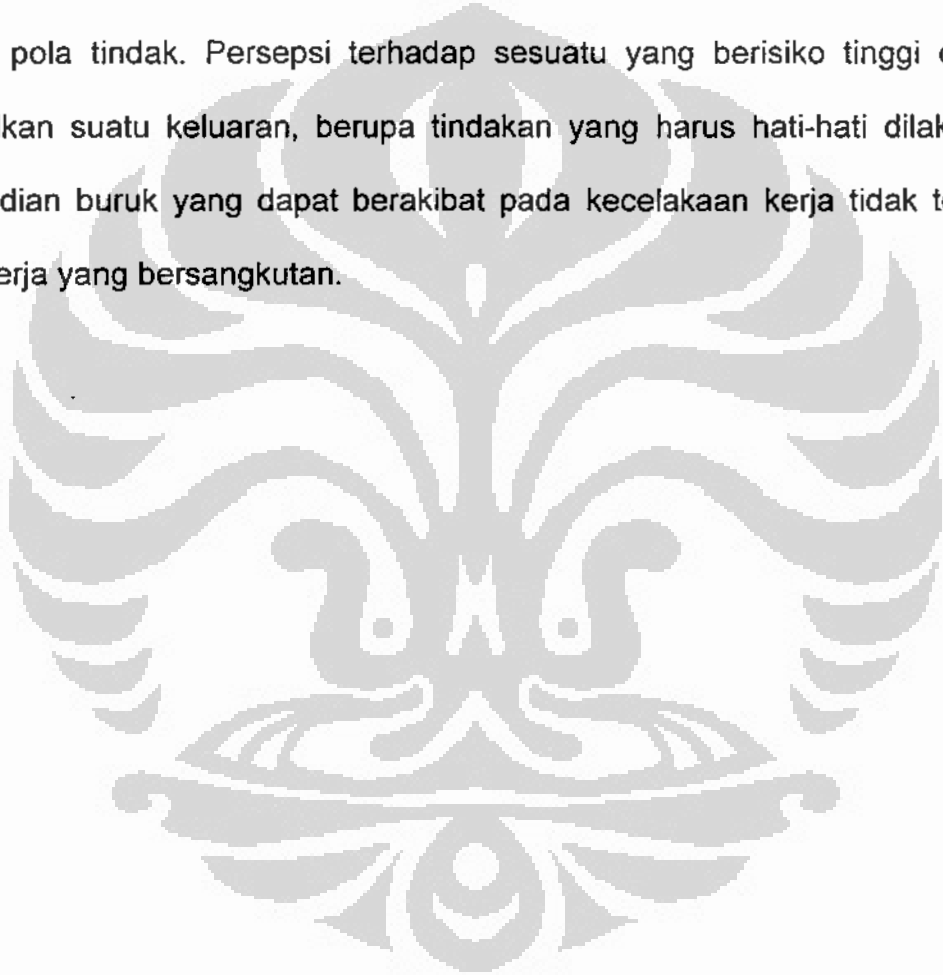 pola tindak. Persepsi terhadap sesuatu yang berisiko tinggi
kan suatu keluaran, berupa tindakan yang harus hati-hati dilak
dian buruk yang dapat berakibat pada kecelakaan kerja tidak
erja yang bersangkutan.